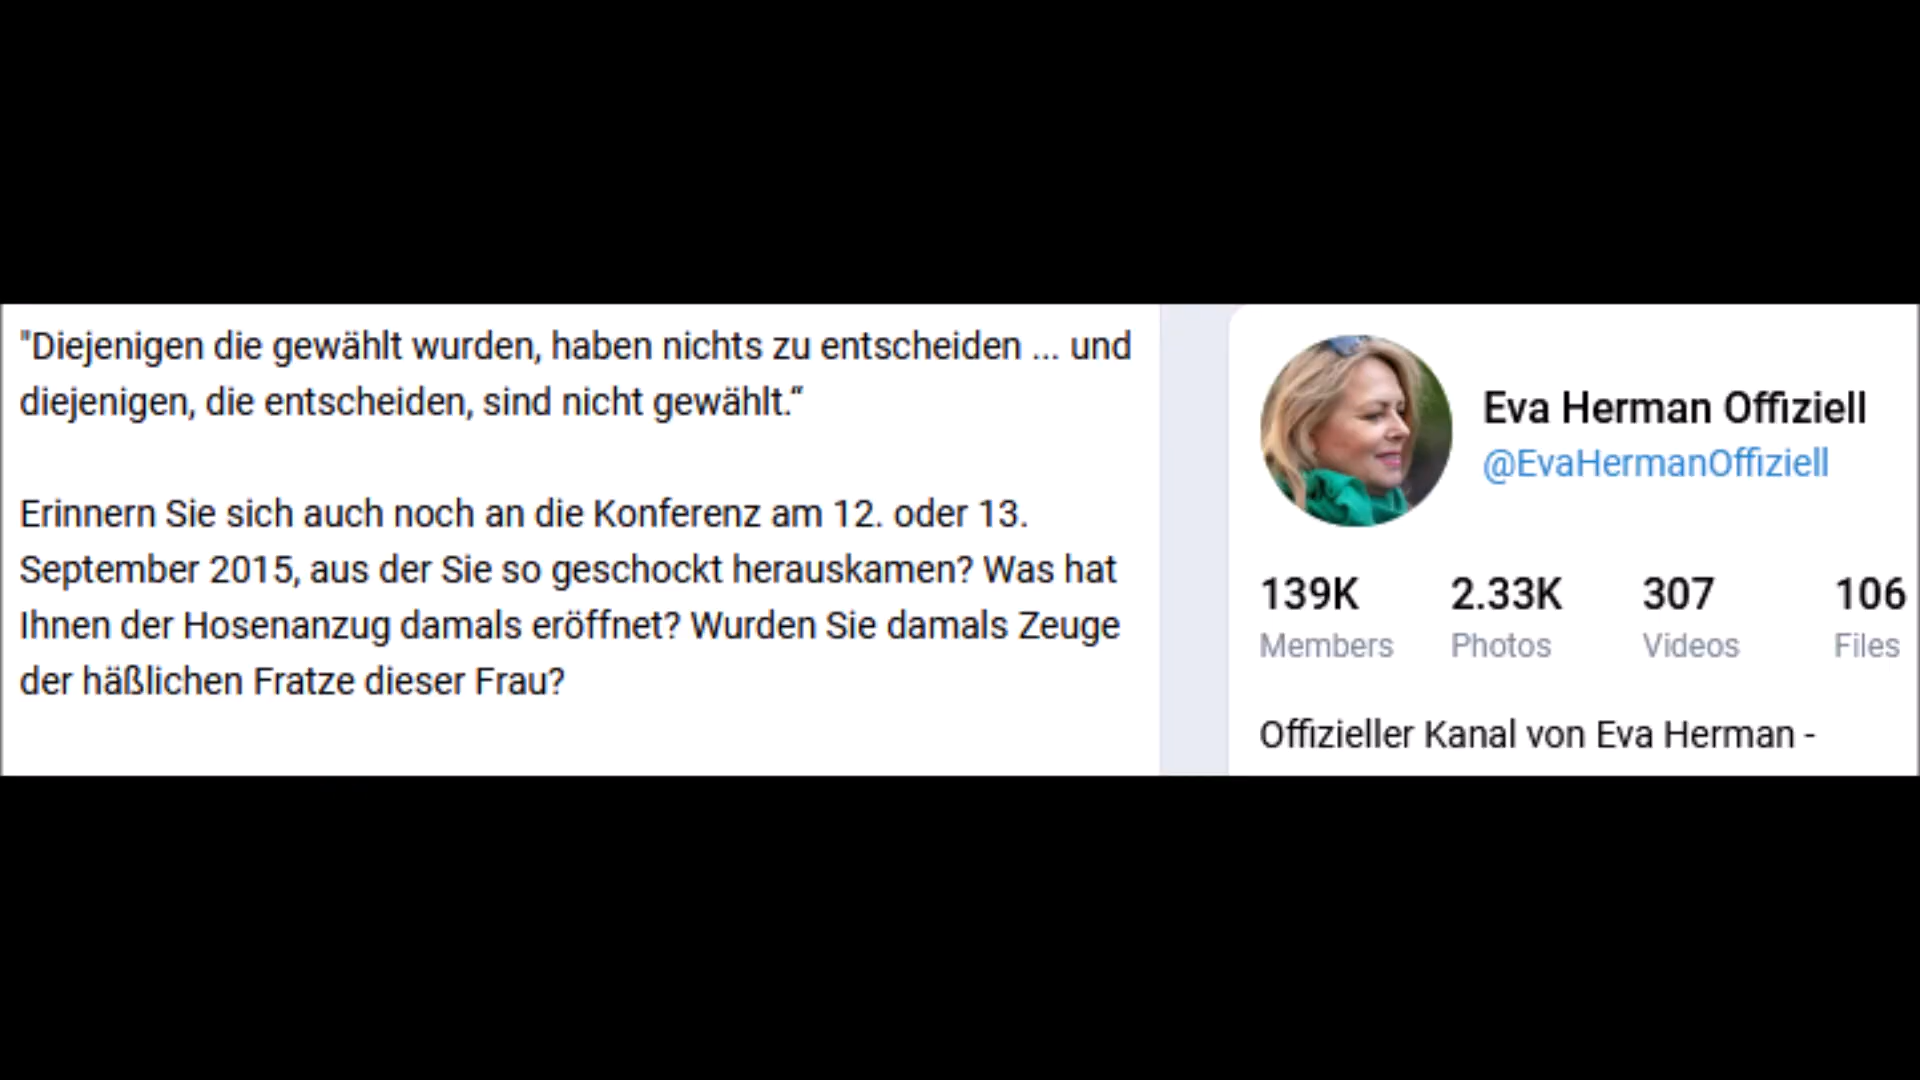 "Diejenigen die gewählt wurden, haben nichts zu entscheiden ... und
diejenigen, die entscheiden, sind nicht gewählt.“
Erinnern Sie sich auch noch an die Konferenz am 12. oder 13.
September 2015, aus der Sie so geschockt herauskamen? Was hat
Ihnen der Hosenanzug damals eröffnet? Wurden Sie damals Zeuge
der häßlichen Fratze dieser Frau?
Eva Herman Offiziell
@EvaHermanOffiziell
139K 2.33K 307 106
Members Photos Videos Files
Offizieller Kanal von Eva Herman -